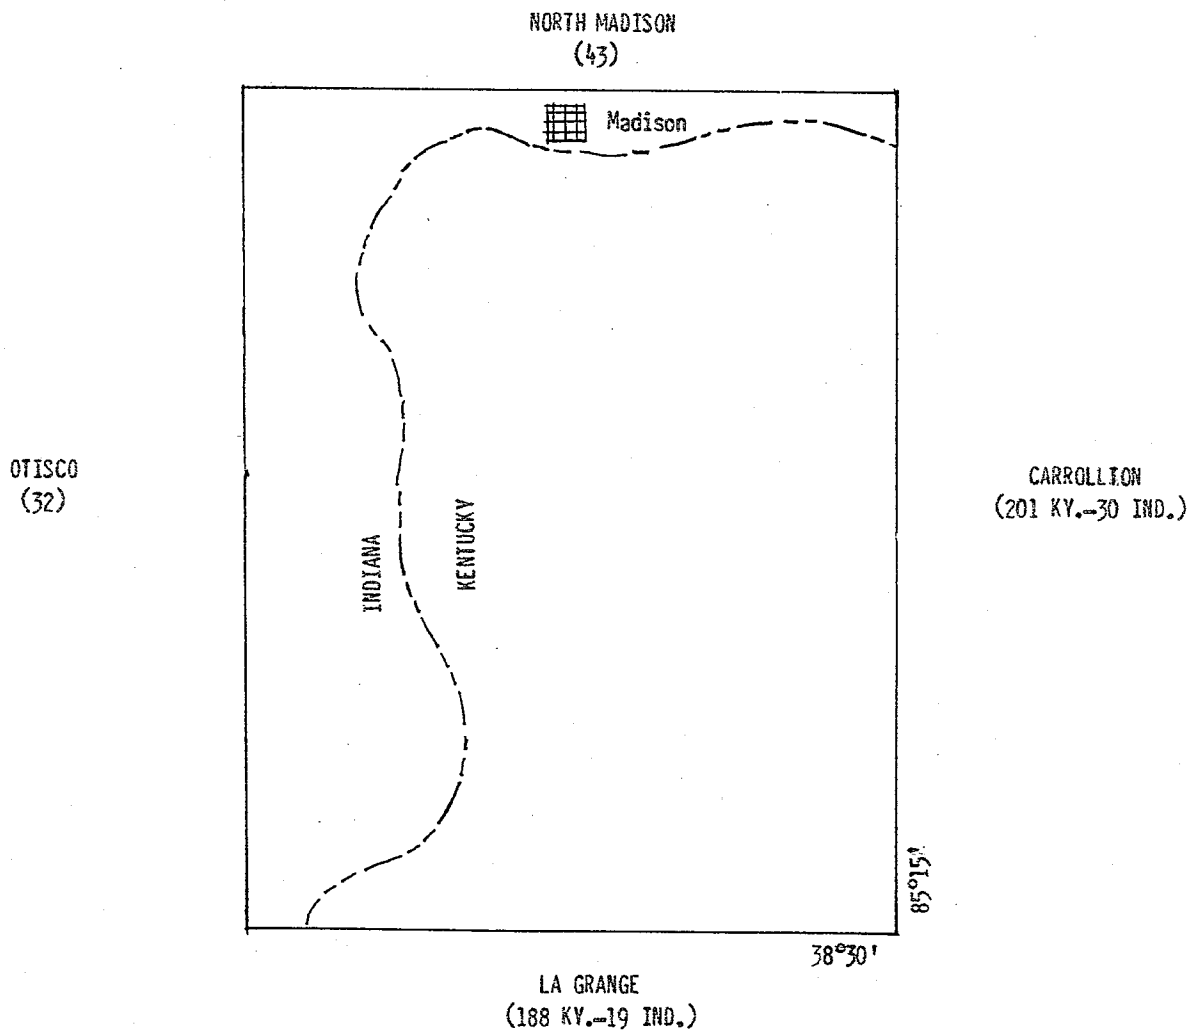 NORTH MADISON
(43)
Madison
OTISCO
(32)
CARROLLION
(201 KY.-30 IND.)
INDIANA
KENTUCKY
85°15'
38°30'
LA GRANGE
(188 KY.-19 IND.)